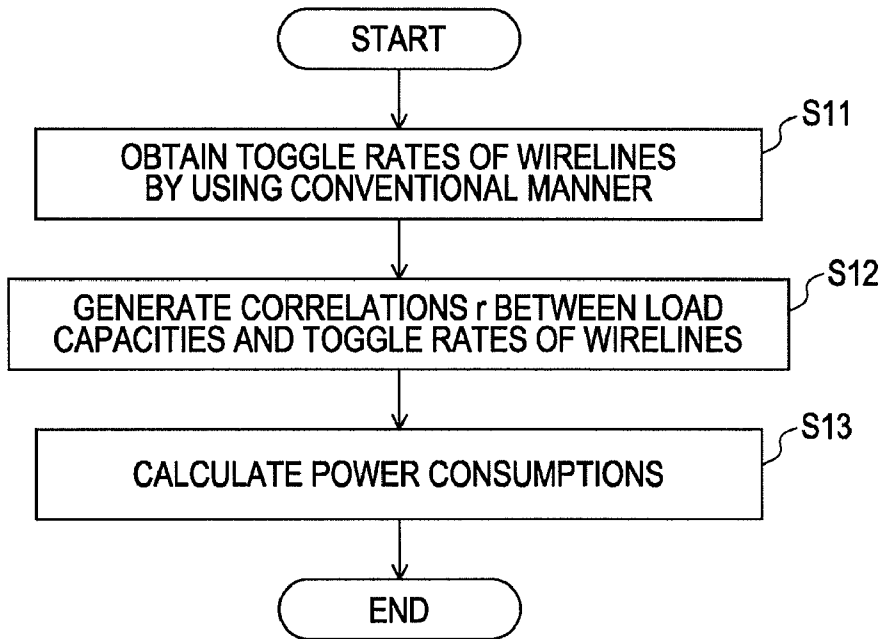 START
S11
OBTAIN TOGGLE RATES OF WIRELINES
BY USING CONVENTIONAL MANNER
S12
GENERATE CORRELATIONS r BETWEEN LOAD
CAPACITIES AND TOGGLE RATES OF WIRELINES
S13
CALCULATE POWER CONSUMPTIONS
END